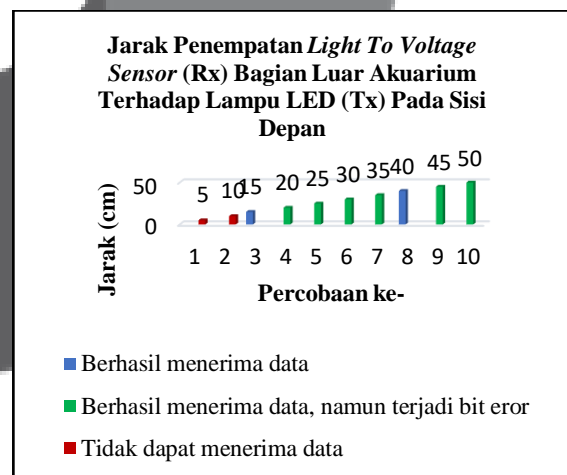 Jarak Penempatan Light To Voltage
Sensor (Rx) Bagian Luar Akuarium
Terhadap Lampu LED (Tx) Pada Sisi
Depan
Jarak (cm)
50
0
5 10 15 20 25 30 35 40 45 50
1 2 3 4 5 6 7 8 9 10
Percobaan ke-
Berhasil menerima data
Berhasil menerima data, namun terjadi bit eror
Tidak dapat menerima data